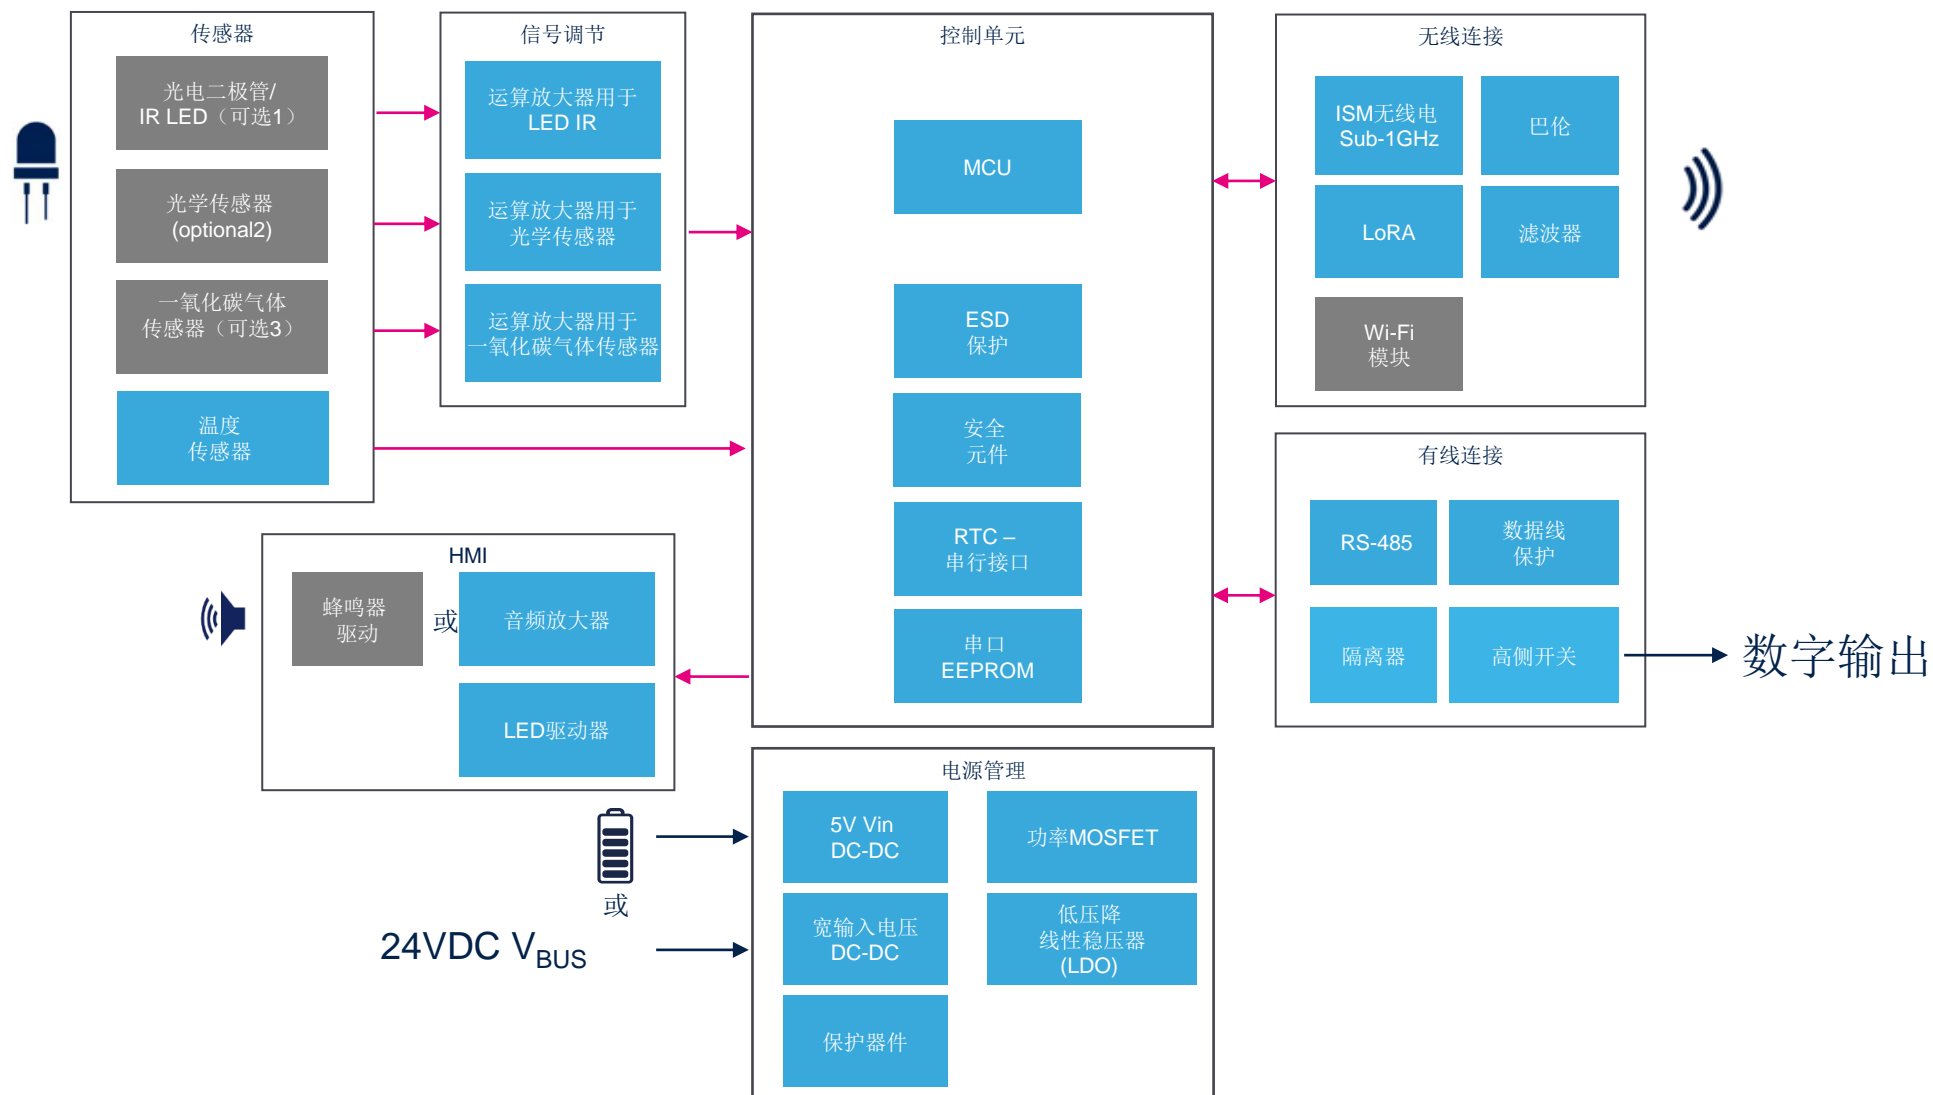 传感器
光电二极管/
IR LED（可选1）
光学传感器
(optional2)
一氧化碳气体
传感器（可选3）
温度
传感器
信号调节
运算放大器用于
LED IR
运算放大器用于
光学传感器
运算放大器用于
一氧化碳气体传感器
控制单元
MCU
ESD
保护
安全
元件
RTC –
串行接口
串口
EEPROM
无线连接
ISM无线电
Sub-1GHz
巴伦
LoRA
滤波器
Wi-Fi
模块
有线连接
RS-485
数据线
保护
隔离器
高侧开关
数字输出
HMI
蜂鸣器
驱动
或
音频放大器
LED驱动器
电源管理
5V Vin
DC-DC
功率MOSFET
宽输入电压
DC-DC
低压降
线性稳压器
(LDO)
保护器件
或
24VDC VBUS